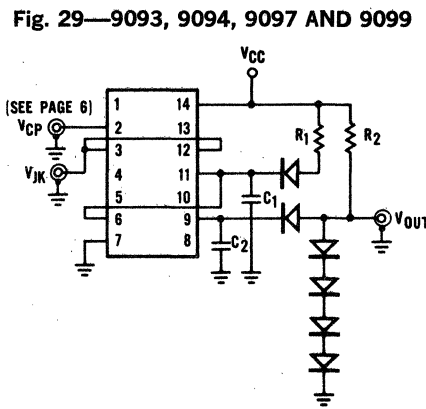 Fig. 29—9093, 9094, 9097 AND 9099
VCC
(SEE PAGE 6)
VCP
VJK
1 14
2 13
3 12
4 11
5 10
6 9
7 8
R1
R2
C1
C2
VOUT